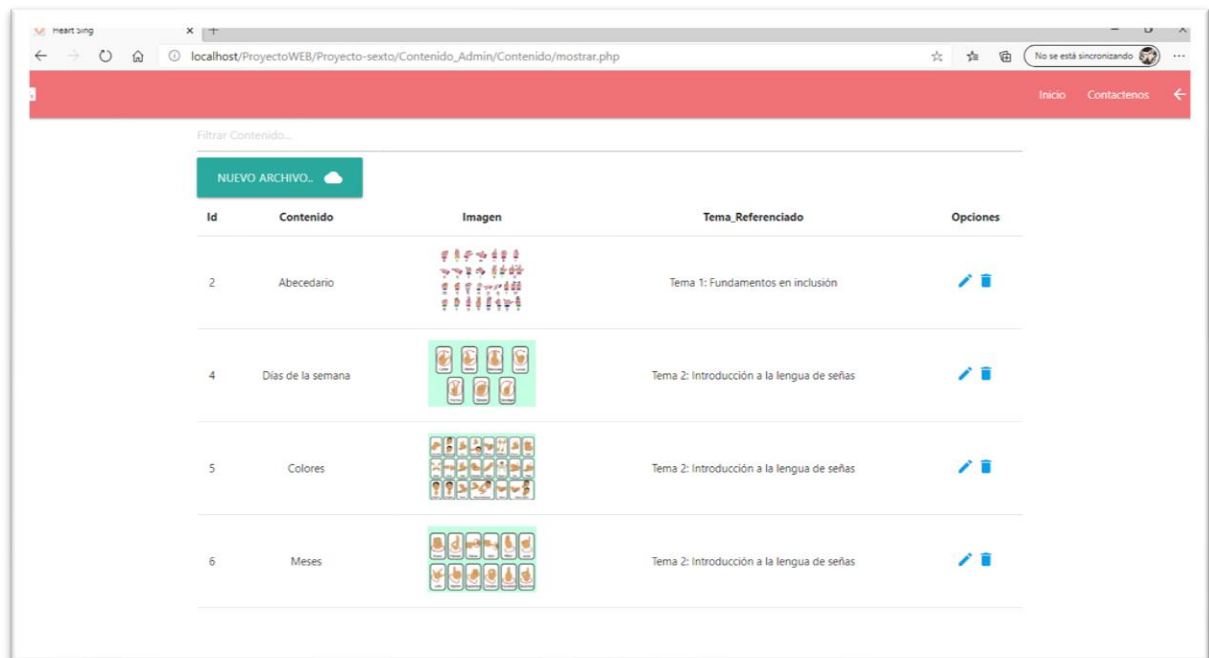 Heart Sing
localhost/ProyectoWEB/Proyecto-sexto/Contenido_Admin/Contenido/mostrar.php
No se está sincronizando
Inicio Contactenos
Filtrar Contenido...
NUEVO ARCHIVO..
Id Contenido Imagen Tema_Referenciado Opciones
2 Abecedario Tema 1: Fundamentos en inclusión
4 Días de la semana Tema 2: Introducción a la lengua de señas
5 Colores Tema 2: Introducción a la lengua de señas
6 Meses Tema 2: Introducción a la lengua de señas